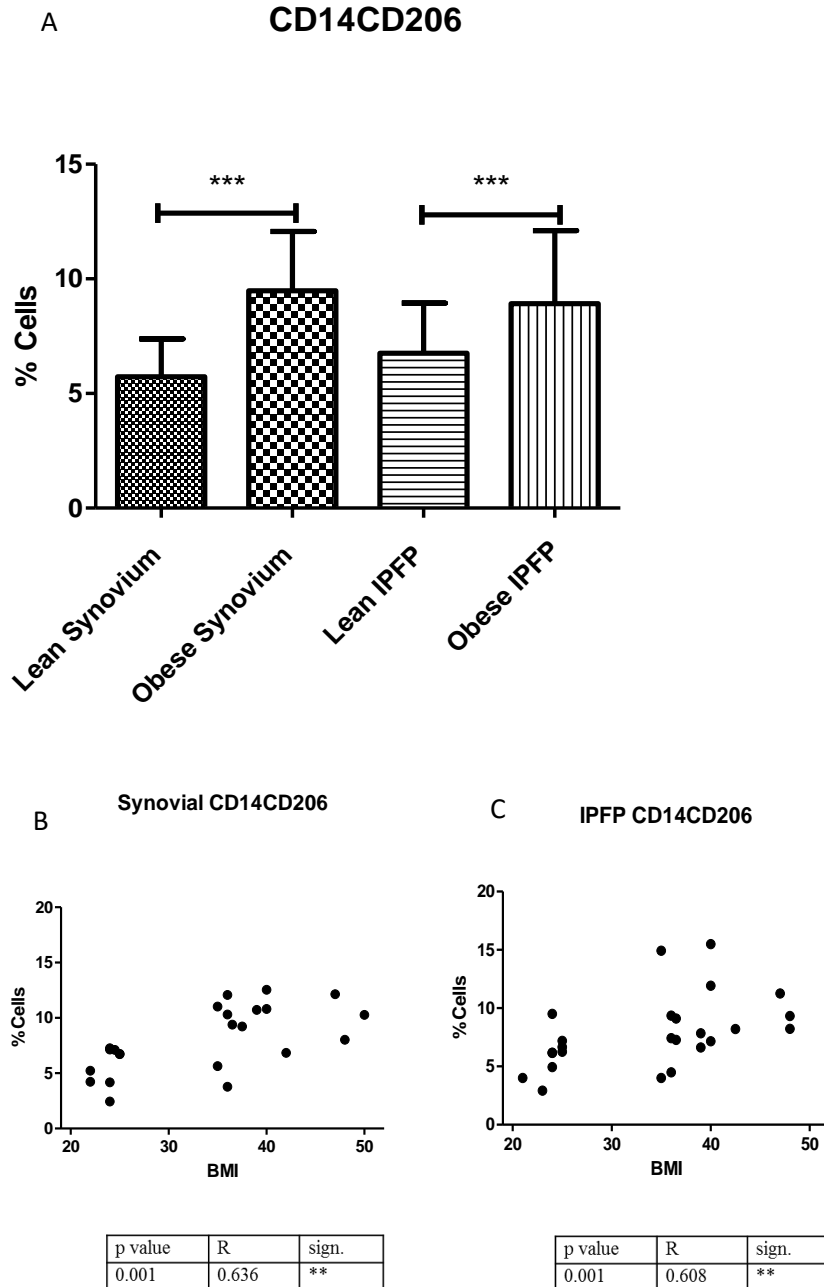 A
CD14CD206
15
10
5
0
% Cells
***
***
Lean Synovium
Obese Synovium
Lean IPFP
Obese IPFP
B
Synovial CD14CD206
20
15
10
5
0
%Cells
20 30 40 50
BMI
p value R sign.
0.001 0.636 **
C
IPFP CD14CD206
20
15
10
5
0
%Cells
20 30 40 50
BMI
p value R sign.
0.001 0.608 **